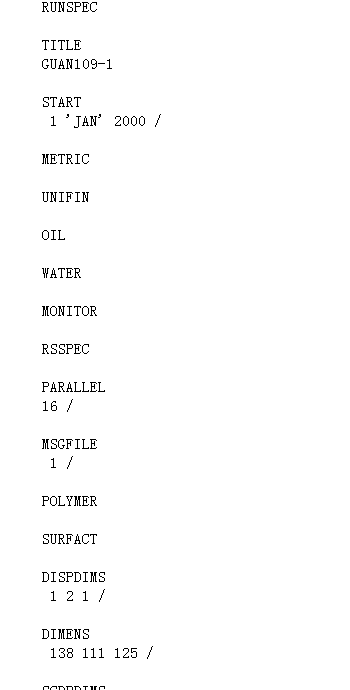 RUNSPEC
TITLE
GUAN109-1
START
1 'JAN' 2000 /
METRIC
UNIFIN
OIL
WATER
MONITOR
RSSPEC
PARALLEL
16 /
MSGFILE
1 /
POLYMER
SURFACT
DISPDIMS
1 2 1 /
DIMENS
138 111 125 /